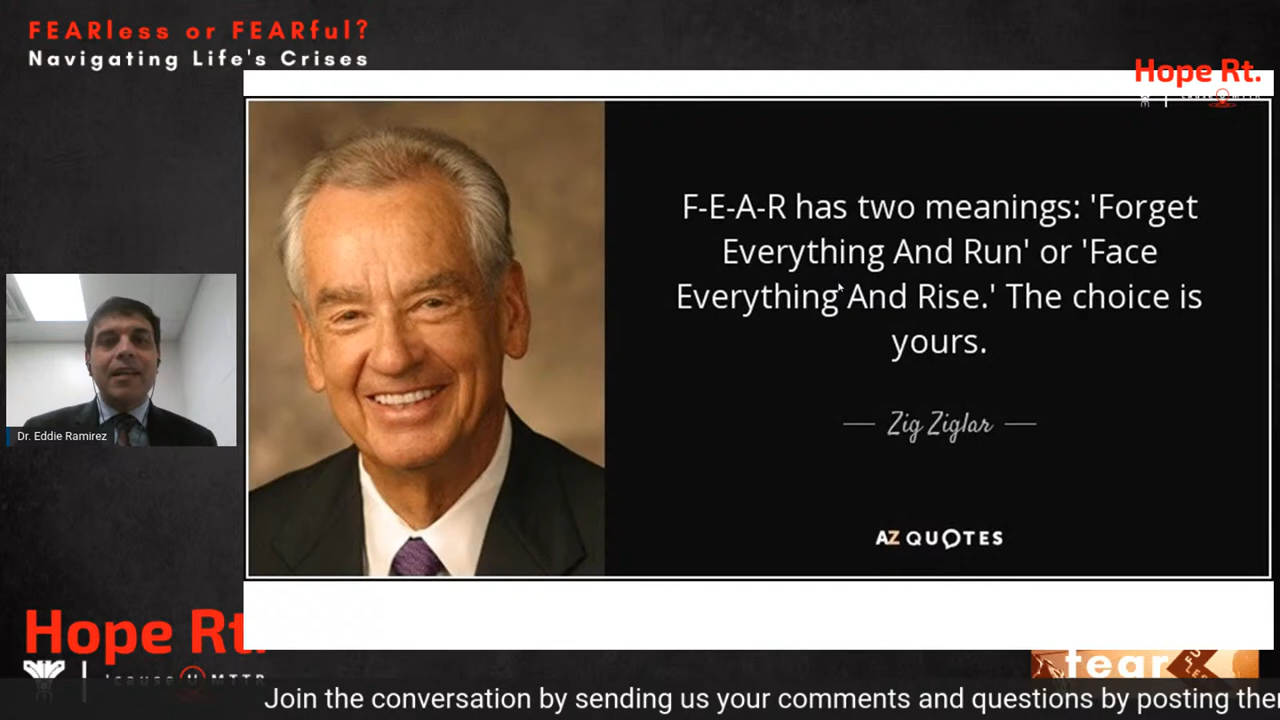 FEARless or FEARful?
Navigating Life's Crises
Hope Rt.
F-E-A-R has two meanings: 'Forget
Everything And Run' or 'Face
Everything And Rise.' The choice is
yours.
Zig Ziglar
AZ QUOTES
Dr. Eddie Ramirez
Hope Rt.
'cause U MTTR
fear
Join the conversation by sending us your comments and questions by posting the